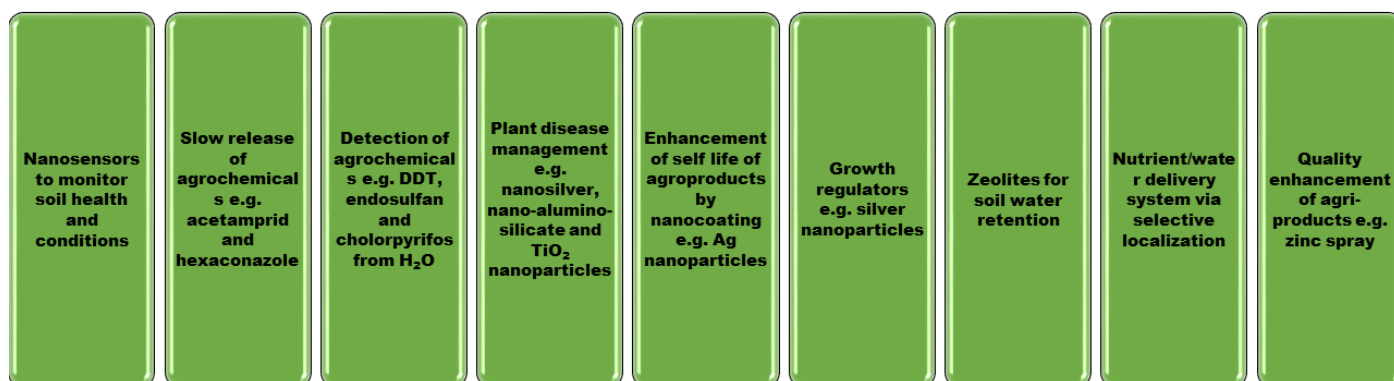 Nanosensors
to monitor
soil health
and
conditions
Slow release
of
agrochemical
s e.g.
acetamprid
and
hexaconazole
Detection of
agrochemical
s e.g. DDT,
endosulfan
and
cholorpyrifos
from H₂O
Plant disease
management
e.g.
nanosilver,
nano-alumino-
silicate and
TiO₂
nanoparticles
Enhancement
of self life of
agroproducts
by
nanocoating
e.g. Ag
nanoparticles
Growth
regulators
e.g. silver
nanoparticles
Zeolites for
soil water
retention
Nutrient/wate
r delivery
system via
selective
localization
Quality
enhancement
of agri-
products e.g.
zinc spray